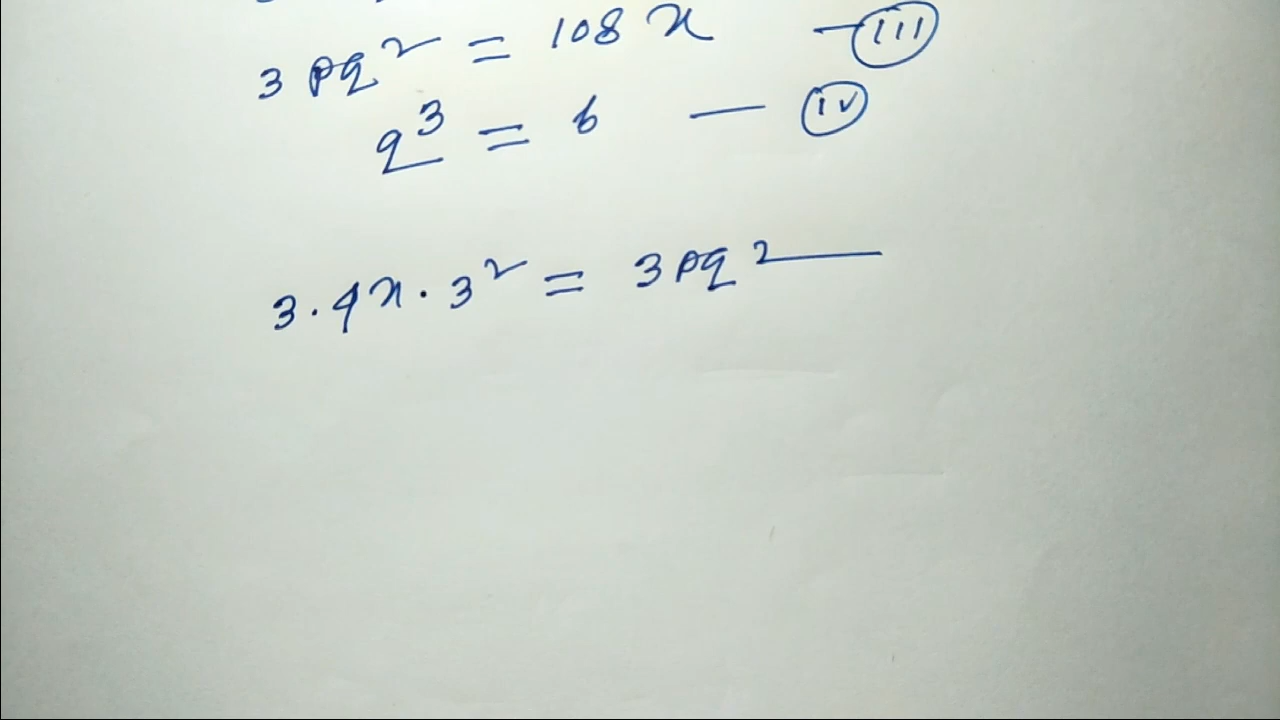 3pq² = 108x — (iii)
q³ = b — (iv)
3.4x.3² = 3pq² —